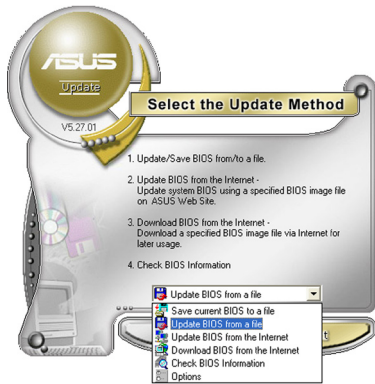 ASUS
Update
V5.27.01
Select the Update Method
1. Update/Save BIOS from/to a file.
2. Update BIOS from the Internet -
Update system BIOS using a specified BIOS image file
on ASUS Web Site.
3. Download BIOS from the Internet -
Download a specified BIOS image file via Internet for
later usage.
4. Check BIOS Information
Update BIOS from a file
Save current BIOS to a file
Update BIOS from a file
Update BIOS from the Internet
Download BIOS from the Internet
Check BIOS Information
Options